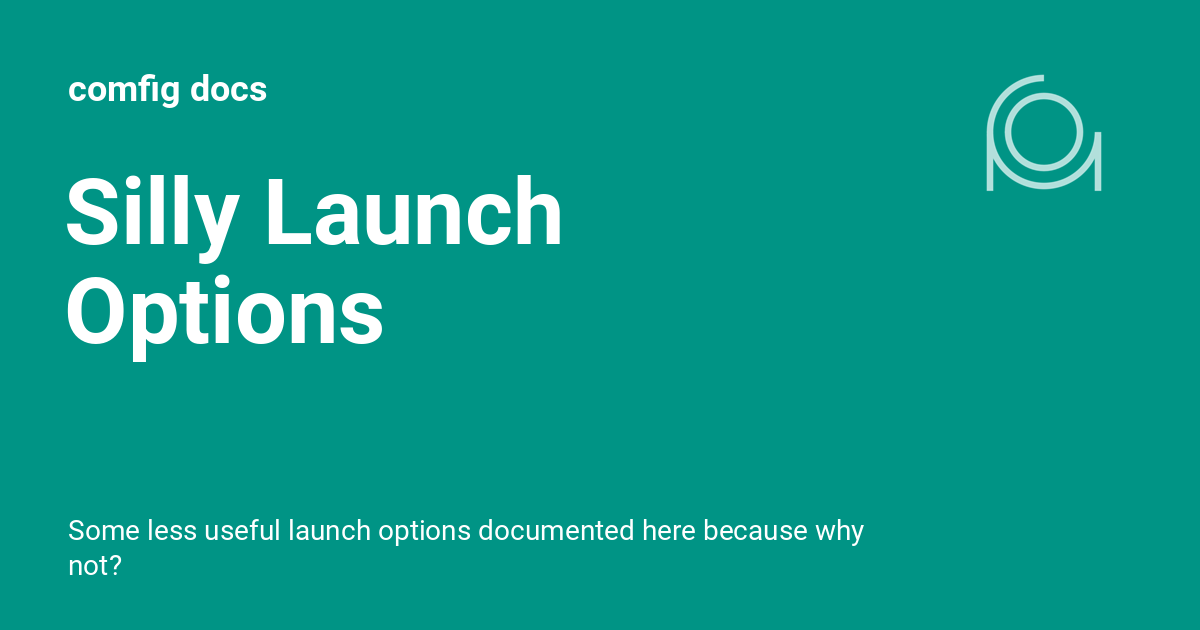 comfig docs
Silly Launch
Options
Some less useful launch options documented here because why
not?